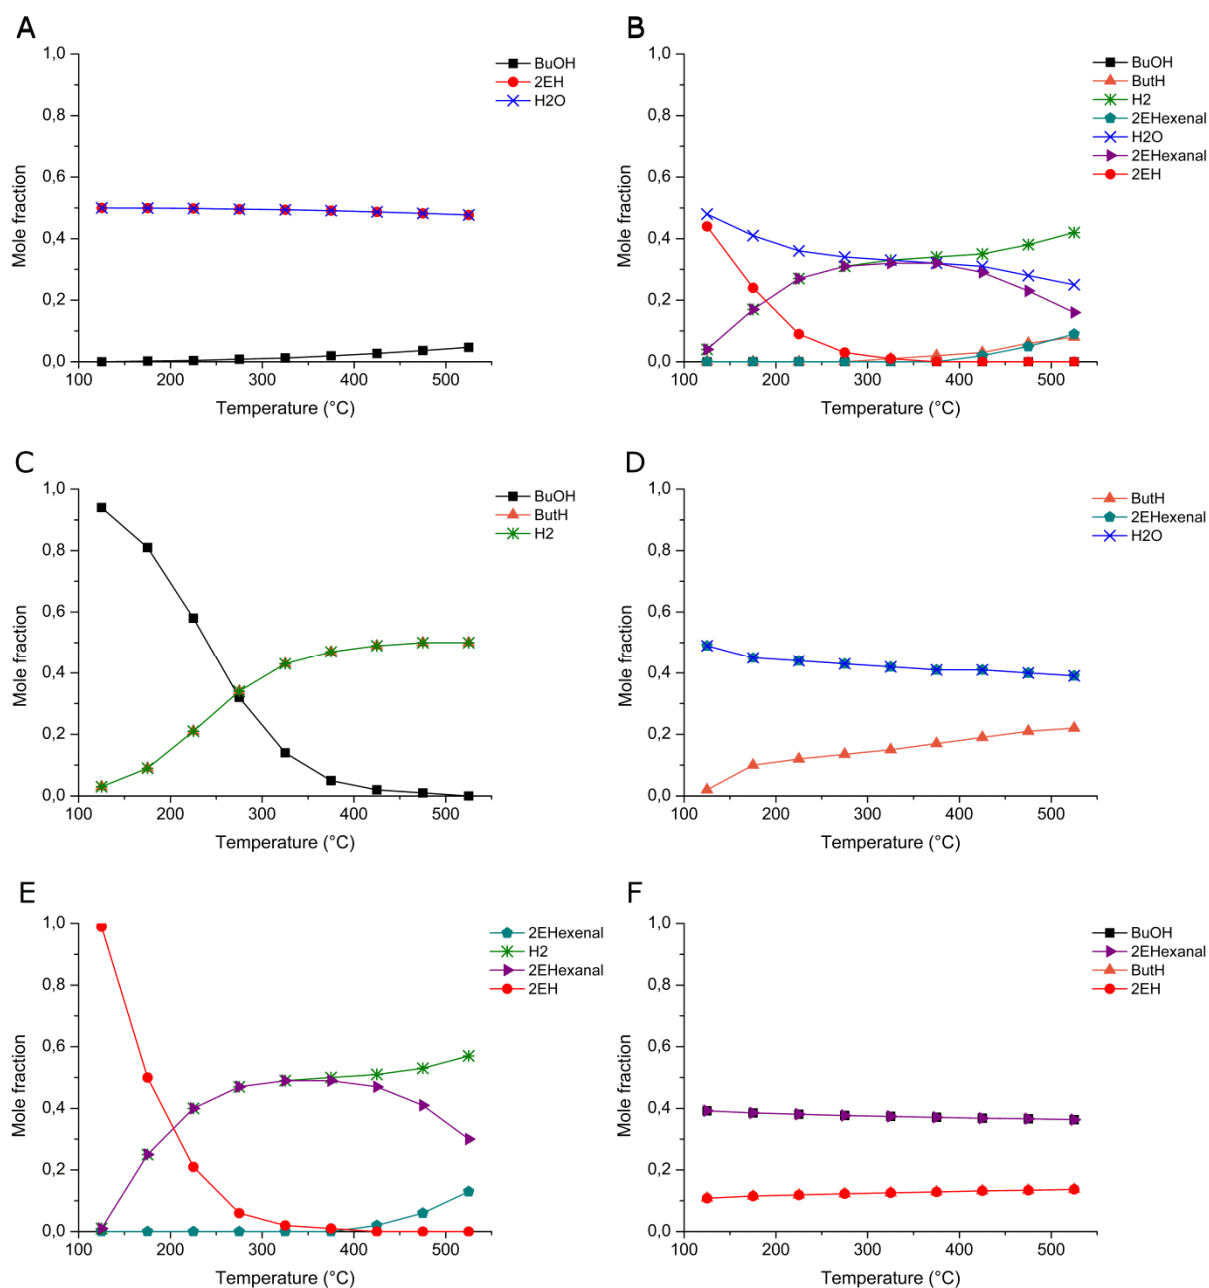 A
1,0
0,8
0,6
0,4
0,2
0,0
Mole fraction
100
200
300
400
500
Temperature (°C)
BuOH
2EH
H2O
B
1,0
0,8
0,6
0,4
0,2
0,0
Mole fraction
100
200
300
400
500
Temperature (°C)
BuOH
ButH
H2
2EHexenal
H2O
2EHexanal
2EH
C
1,0
0,8
0,6
0,4
0,2
0,0
Mole fraction
100
200
300
400
500
Temperature (°C)
BuOH
ButH
H2
D
1,0
0,8
0,6
0,4
0,2
0,0
Mole fraction
100
200
300
400
500
Temperature (°C)
ButH
2EHexenal
H2O
E
1,0
0,8
0,6
0,4
0,2
0,0
Mole fraction
100
200
300
400
500
Temperature (°C)
2EHexenal
H2
2EHexanal
2EH
F
1,0
0,8
0,6
0,4
0,2
0,0
Mole fraction
100
200
300
400
500
Temperature (°C)
BuOH
2EHexanal
ButH
2EH